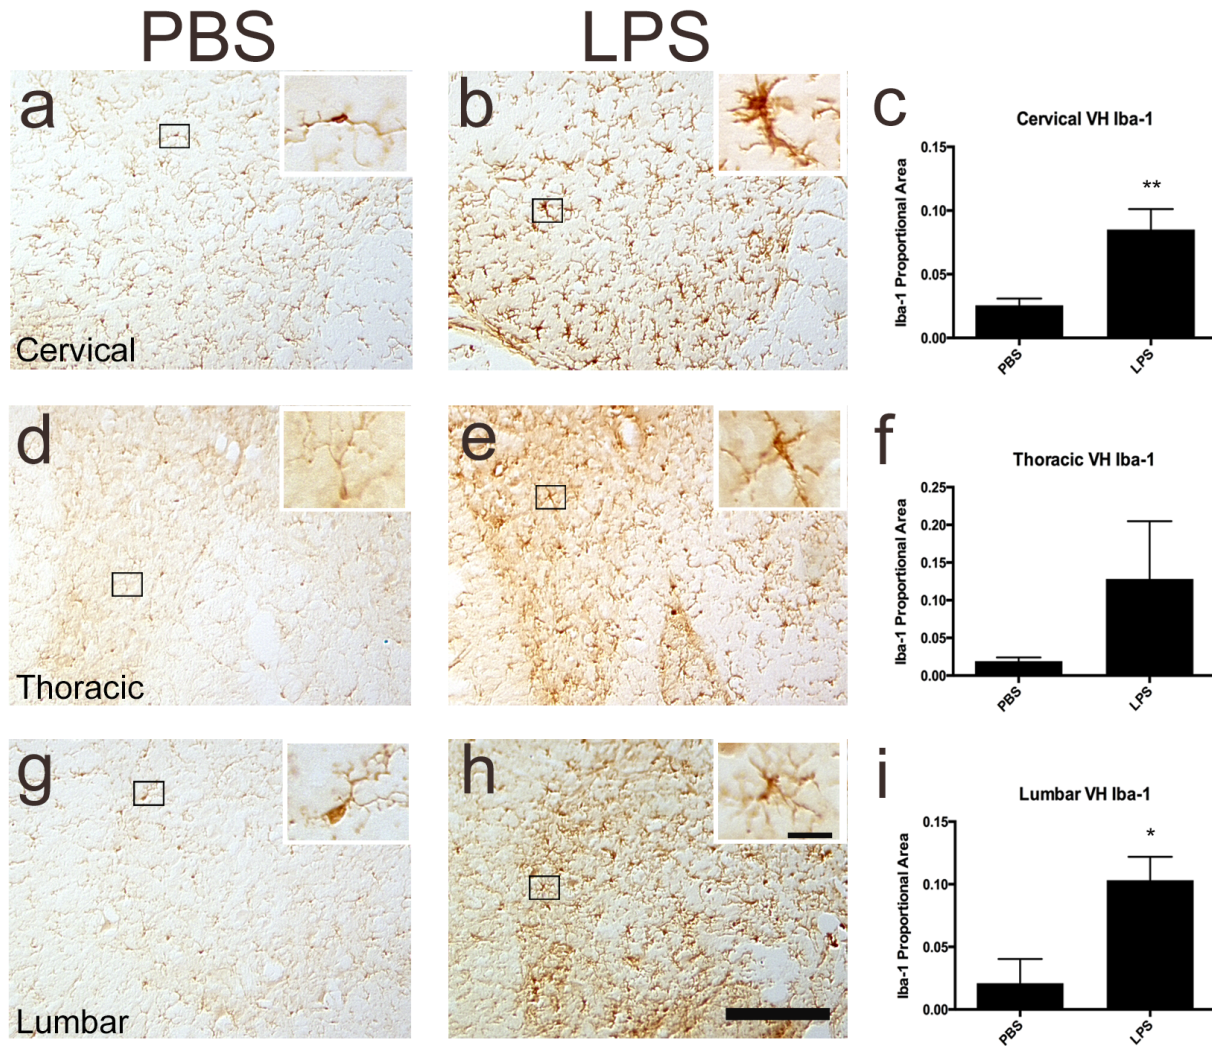 PBS
LPS
a
b
c
Cervical VH Iba-1
Iba-1 Proportional Area
0.15
0.10
0.05
0.00
**
PBS
LPS
Cervical
d
e
f
Thoracic VH Iba-1
Iba-1 Proportional Area
0.25
0.20
0.15
0.10
0.05
0.00
PBS
LPS
Thoracic
g
h
i
Lumbar VH Iba-1
Iba-1 Proportional Area
0.15
0.10
0.05
0.00
*
PBS
LPS
Lumbar